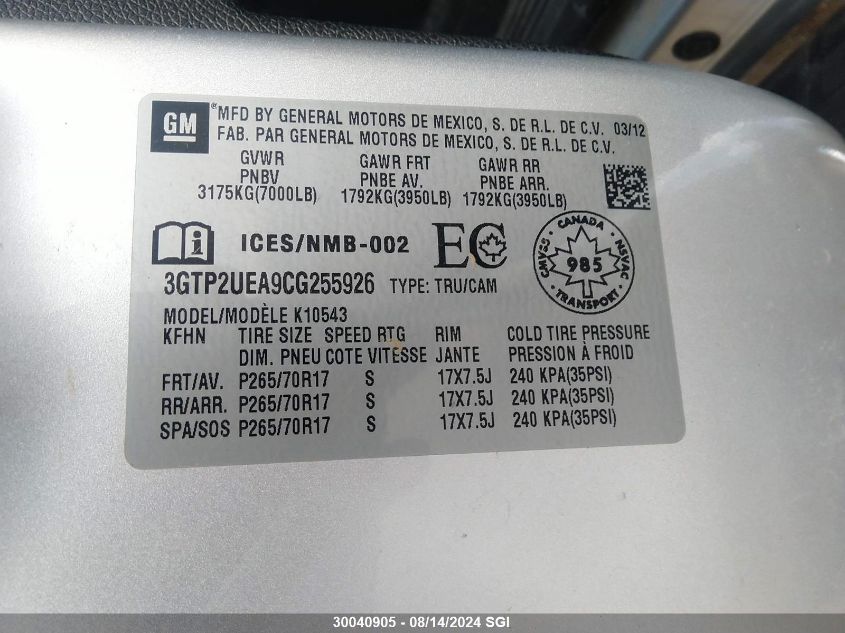 GM ® MFD BY GENERAL MOTORS DE MEXICO, S. DE R.L. DE C.V. 03/12
FAB. PAR GENERAL MOTORS DE MEXICO, S. DE R.L. DE C.V.
GVWR GAWR FRT GAWR RR
PNBV PNBE AV. PNBE ARR.
3175KG(7000LB) 1792KG(3950LB) 1792KG(3950LB)
ICES/NMB-002 EC CANADA CMVSS NSVAC 985 TRANSPORT
3GTP2UEA9CG255926 TYPE: TRU/CAM
MODEL/MODÈLE K10543
KFHN TIRE SIZE SPEED RTG RIM COLD TIRE PRESSURE
DIM. PNEU COTE VITESSE JANTE PRESSION À FROID
FRT/AV. P265/70R17 S 17X7.5J 240 KPA(35PSI)
RR/ARR. P265/70R17 S 17X7.5J 240 KPA(35PSI)
SPA/SOS P265/70R17 S 17X7.5J 240 KPA(35PSI)
30040905 - 08/14/2024 SGI